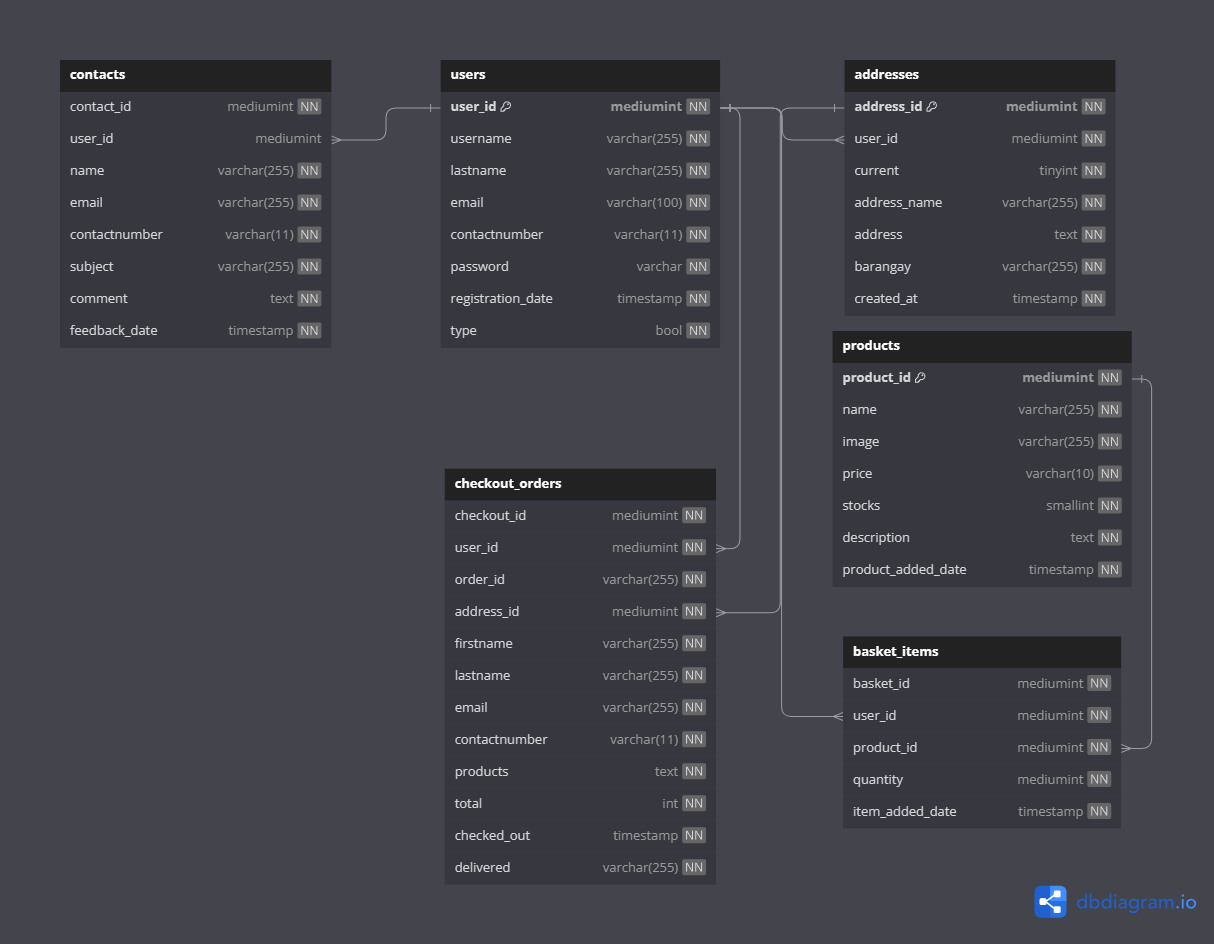 contacts
contact_id mediumint NN
user_id mediumint
name varchar(255) NN
email varchar(255) NN
contactnumber varchar(11) NN
subject varchar(255) NN
comment text NN
feedback_date timestamp NN
users
user_id mediumint NN
username varchar(255) NN
lastname varchar(255) NN
email varchar(100) NN
contactnumber varchar(11) NN
password varchar NN
registration_date timestamp NN
type bool NN
addresses
address_id mediumint NN
user_id mediumint NN
current tinyint NN
address_name varchar(255) NN
address text NN
barangay varchar(255) NN
created_at timestamp NN
products
product_id mediumint NN
name varchar(255) NN
image varchar(255) NN
price varchar(10) NN
stocks smallint NN
description text NN
product_added_date timestamp NN
checkout_orders
checkout_id mediumint NN
user_id mediumint NN
order_id varchar(255) NN
address_id mediumint NN
firstname varchar(255) NN
lastname varchar(255) NN
email varchar(255) NN
contactnumber varchar(11) NN
products text NN
total int NN
checked_out timestamp NN
delivered varchar(255) NN
basket_items
basket_id mediumint NN
user_id mediumint NN
product_id mediumint NN
quantity mediumint NN
item_added_date timestamp NN
dbdiagram.io